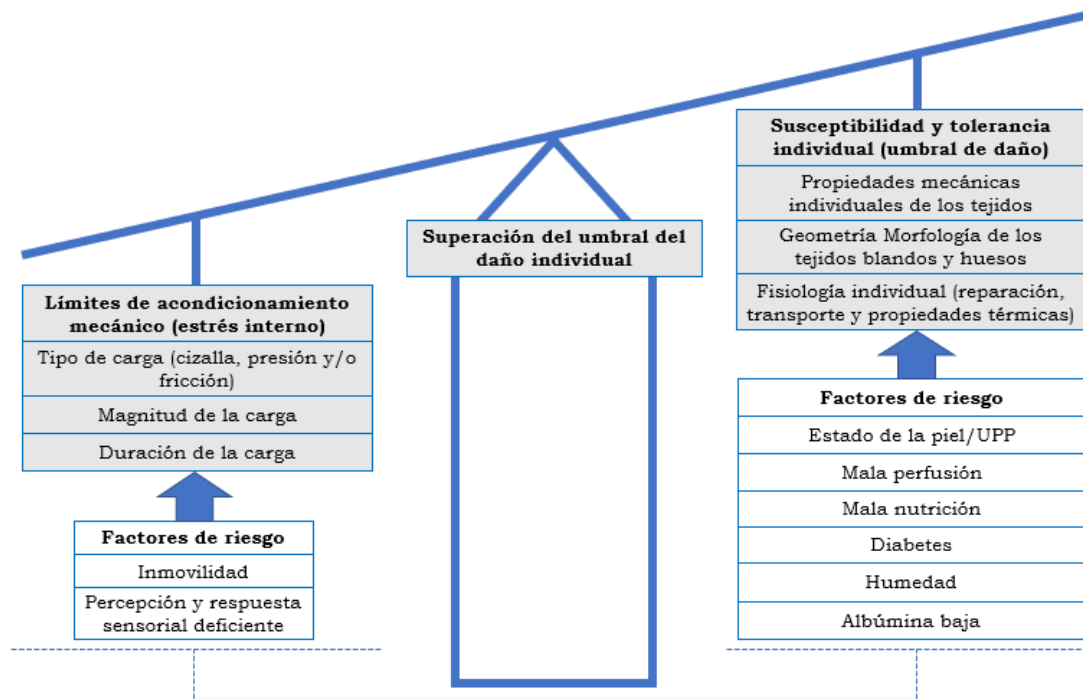 Límites de acondicionamiento
mecánico (estrés interno)
Tipo de carga (cizalla, presión y/o
fricción)
Magnitud de la carga
Duración de la carga
Factores de riesgo
Inmovilidad
Percepción y respuesta
sensorial deficiente
Superación del umbral del
daño individual
Susceptibilidad y tolerancia
individual (umbral de daño)
Propiedades mecánicas
individuales de los tejidos
Geometría Morfología de los
tejidos blandos y huesos
Fisiología individual (reparación,
transporte y propiedades térmicas)
Factores de riesgo
Estado de la piel/UPP
Mala perfusión
Mala nutrición
Diabetes
Humedad
Albúmina baja